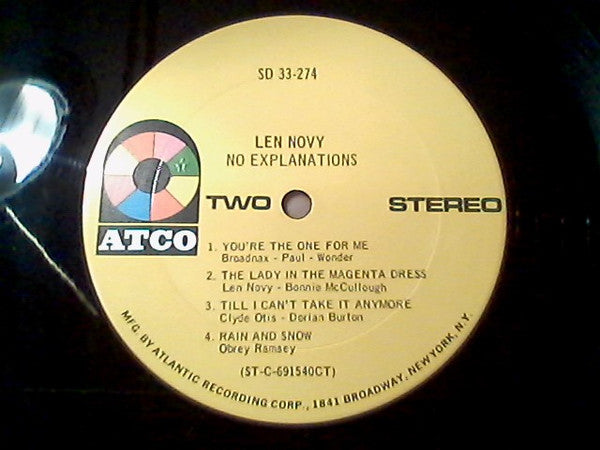 SD 33-274
LEN NOVY
NO EXPLANATIONS
TWO STEREO
ATCO
1. YOU'RE THE ONE FOR ME
Broadnax - Paul - Wonder
2. THE LADY IN THE MAGENTA DRESS
Len Novy - Bonnie McCullough
3. TILL I CAN'T TAKE IT ANYMORE
Clyde Otis - Dorian Burton
4. RAIN AND SNOW
Obrey Ramsey
(ST-C-691540CT)
MFG. BY ATLANTIC RECORDING CORP., 1841 BROADWAY, NEW YORK, N.Y.